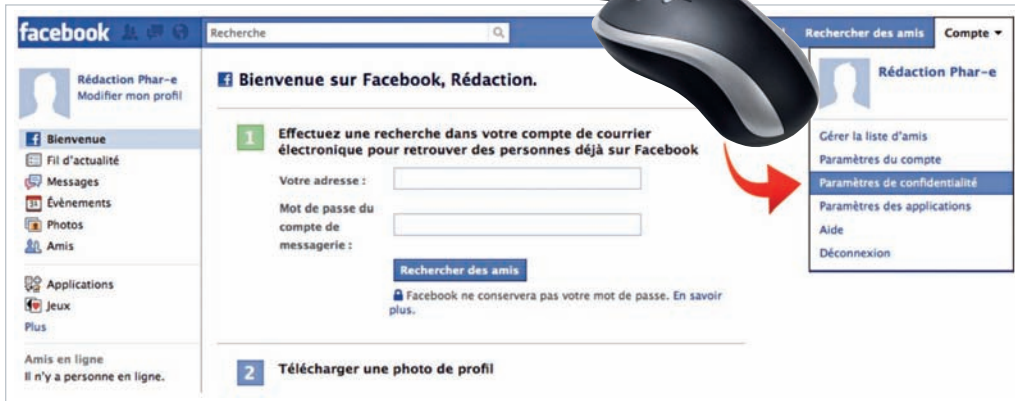 facebook
Recherche
Rechercher des amis
Compte
Rédaction Phar-e
Modifier mon profil
Bienvenue
Fil d'actualité
Messages
31
Évènements
Photos
Amis
Applications
Jeux
Plus
Amis en ligne
Il n'y a personne en ligne.
Bienvenue sur Facebook, Rédaction.
1
Effectuez une recherche dans votre compte de courrier
électronique pour retrouver des personnes déjà sur Facebook
Votre adresse :
Mot de passe du
compte de
messagerie :
Rechercher des amis
Facebook ne conservera pas votre mot de passe. En savoir
plus.
2
Télécharger une photo de profil
Rédaction Phar-e
Gérer la liste d'amis
Paramètres du compte
Paramètres de confidentialité
Paramètres des applications
Aide
Déconnexion